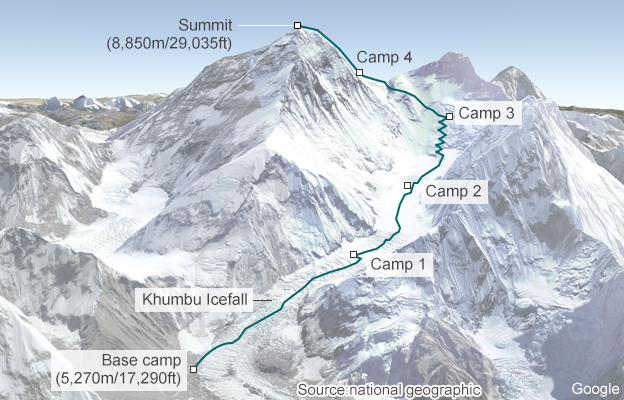 Summit
(8,850m/29,035ft)
Camp 4
Camp 3
Camp 2
Camp 1
Khumbu Icefall
Base camp
(5,270m/17,290ft)
Source:national geographic
Google